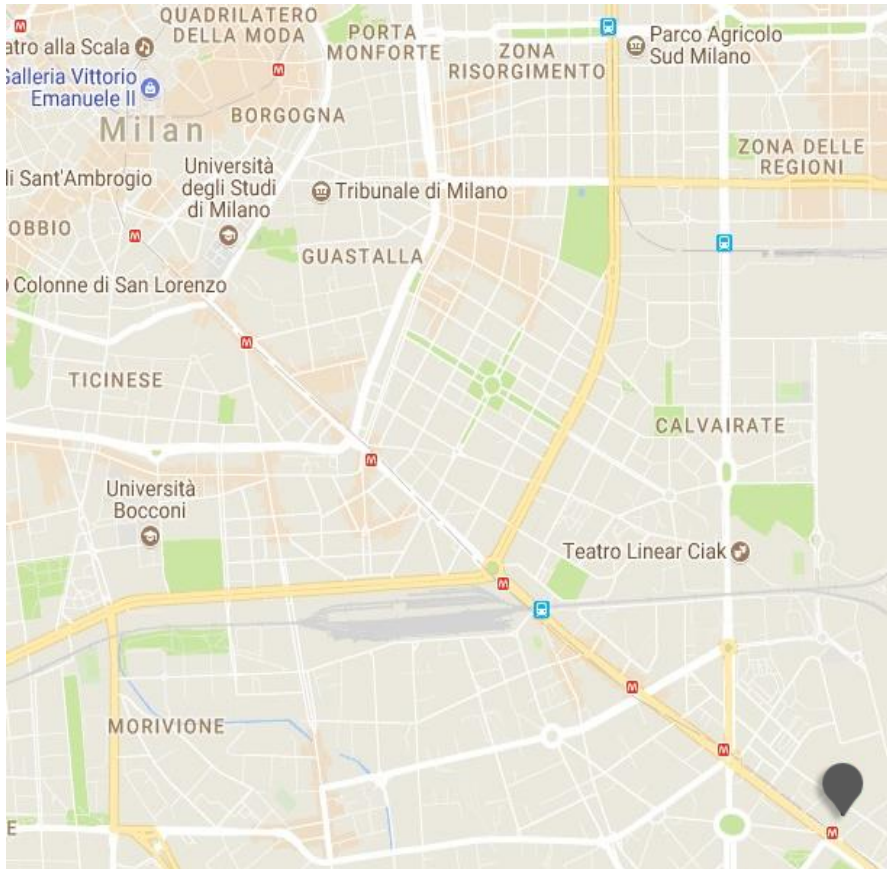 QUADRILATERO
DELLA MODA
PORTA
MONFORTE
ZONA
RISORGIMENTO
Parco Agricolo
Sud Milano
atro alla Scala
Galleria Vittorio
Emanuele II
BORGOGNA
Milan
ZONA DELLE
REGIONI
li Sant'Ambrogio
Università
degli Studi
di Milano
Tribunale di Milano
OBBIO
GUASTALLA
Colonne di San Lorenzo
TICINESE
CALVAIRATE
Università
Bocconi
Teatro Linear Ciak
MORIVIONE
E
M
M
M
M
M
M
M
M
M